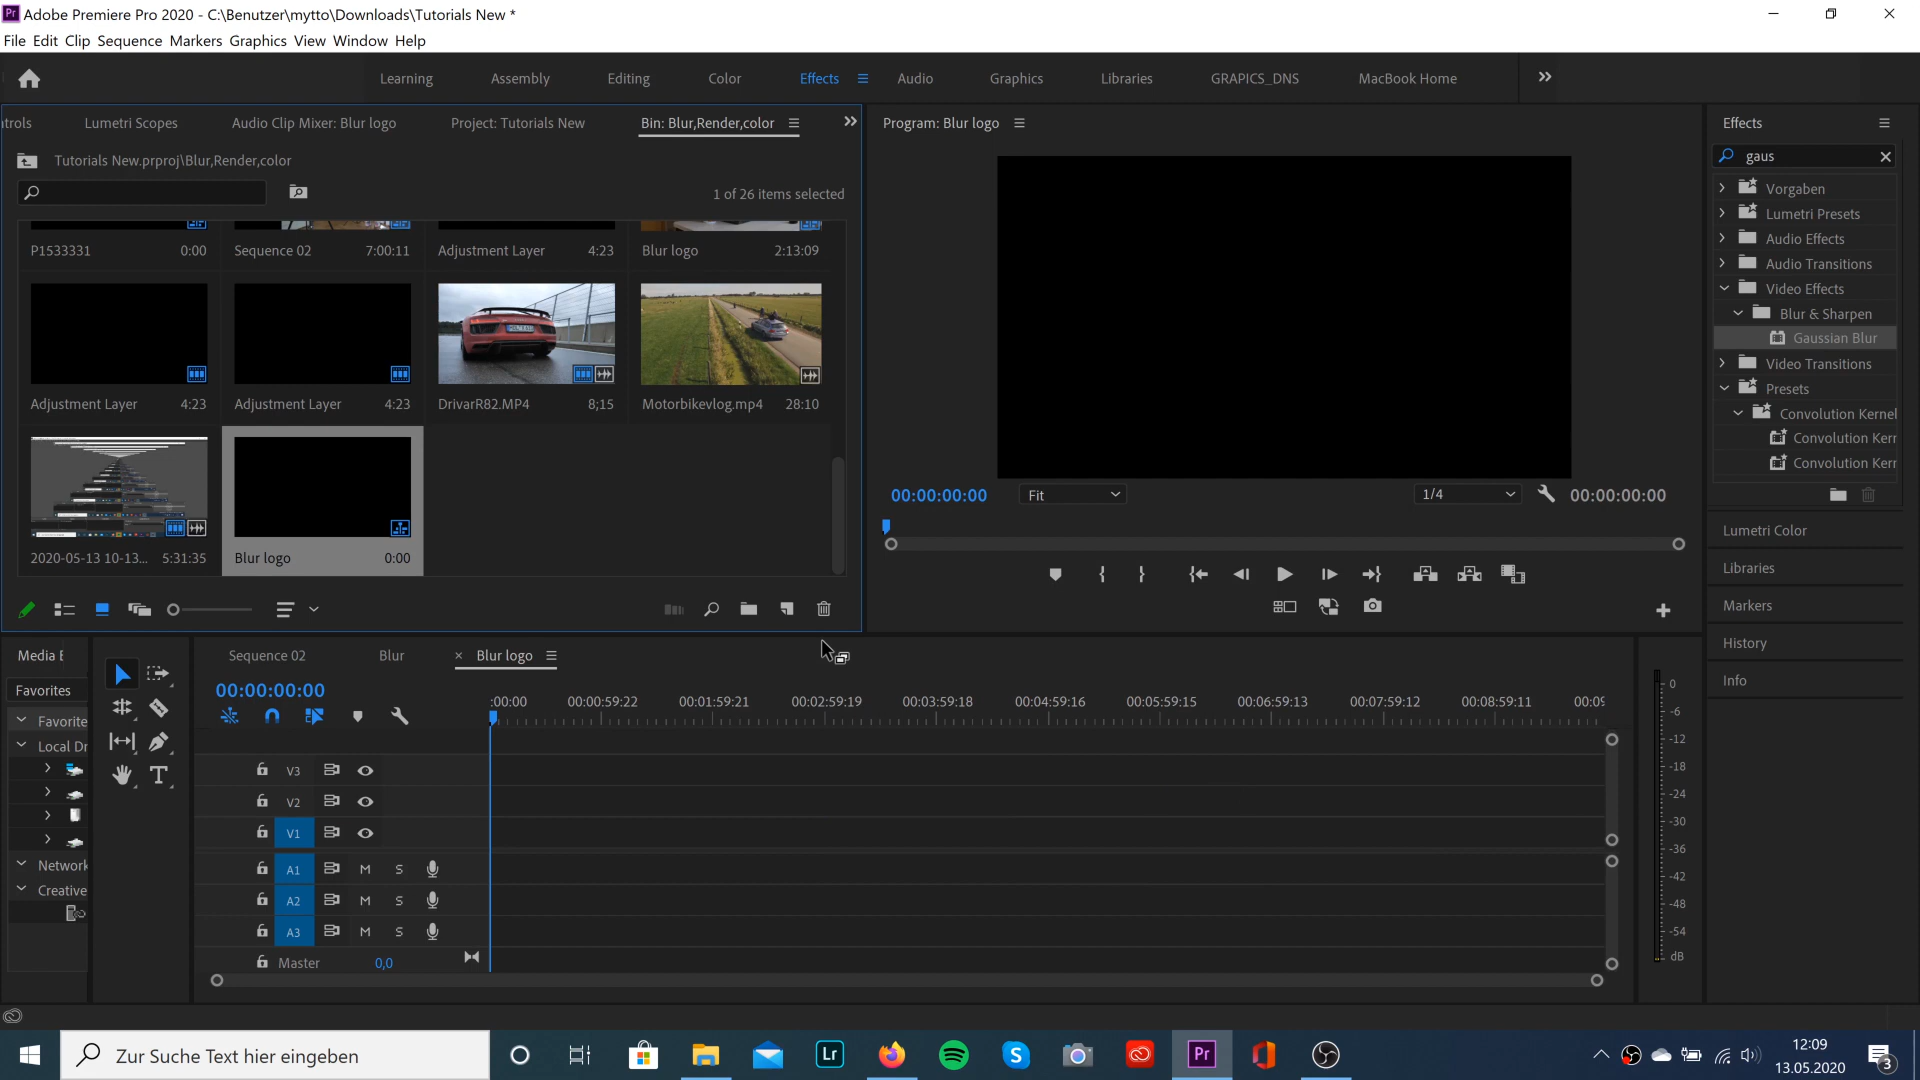 Adobe Premiere Pro 2020 - C:\Benutzer\mytto\Downloads\Tutorials New *
File Edit Clip Sequence Markers Graphics View Window Help
Learning Assembly Editing Color Effects Audio Graphics Libraries GRAPICS_DNS MacBook Home
trols Lumetri Scopes Audio Clip Mixer: Blur logo Project: Tutorials New Bin: Blur,Render,color
Tutorials New.prproj\Blur,Render,color
1 of 26 items selected
P1533331 0:00 Sequence 02 7:00:11 Adjustment Layer 4:23 Blur logo 2:13:09
Adjustment Layer 4:23 Adjustment Layer 4:23 DrivarR82.MP4 8;15 Motorbikevlog.mp4 28:10
2020-05-13 10-13... 5:31:35 Blur logo 0:00
Program: Blur logo
00:00:00:00 Fit 1/4 00:00:00:00
Effects
gaus
Vorgaben
Lumetri Presets
Audio Effects
Audio Transitions
Video Effects
Blur & Sharpen
Gaussian Blur
Video Transitions
Presets
Convolution Kernel
Convolution Kerr
Convolution Kerr
Lumetri Color
Libraries
Markers
History
Info
Media E
Favorites
Favorite
Local Dr
Network
Creative
Sequence 02 Blur × Blur logo
00:00:00:00
:00:00 00:00:59:22 00:01:59:21 00:02:59:19 00:03:59:18 00:04:59:16 00:05:59:15 00:06:59:13 00:07:59:12 00:08:59:11 00:09
V3
V2
V1
A1 M S
A2 M S
A3 M S
Master 0,0
0
-6
-12
-18
-24
-30
-36
-42
-48
-54
dB
Zur Suche Text hier eingeben
Lr
Pr
12:09
13.05.2020
3